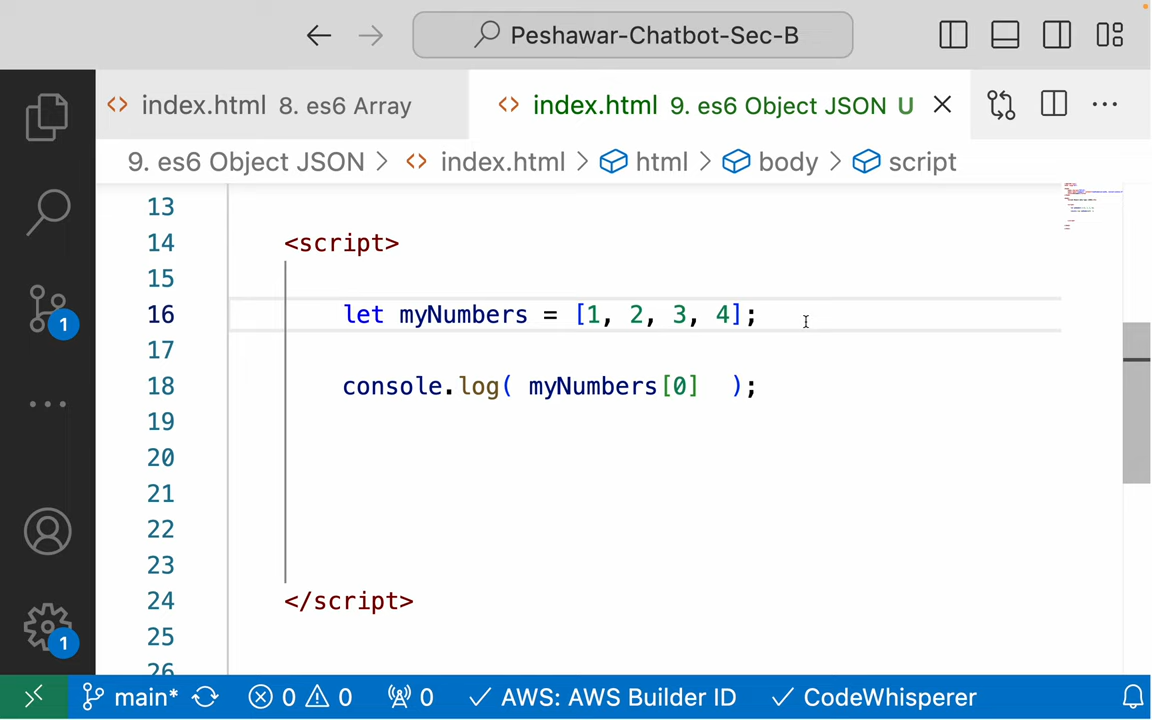 Peshawar-Chatbot-Sec-B
index.html 8. es6 Array
index.html 9. es6 Object JSON U
9. es6 Object JSON > index.html > html > body > script
13
14 <script>
15
16 let myNumbers = [1, 2, 3, 4];
17
18 console.log( myNumbers[0] );
19
20
21
22
23
24 </script>
25
26
1
1
main* 0 0 0 AWS: AWS Builder ID CodeWhisperer